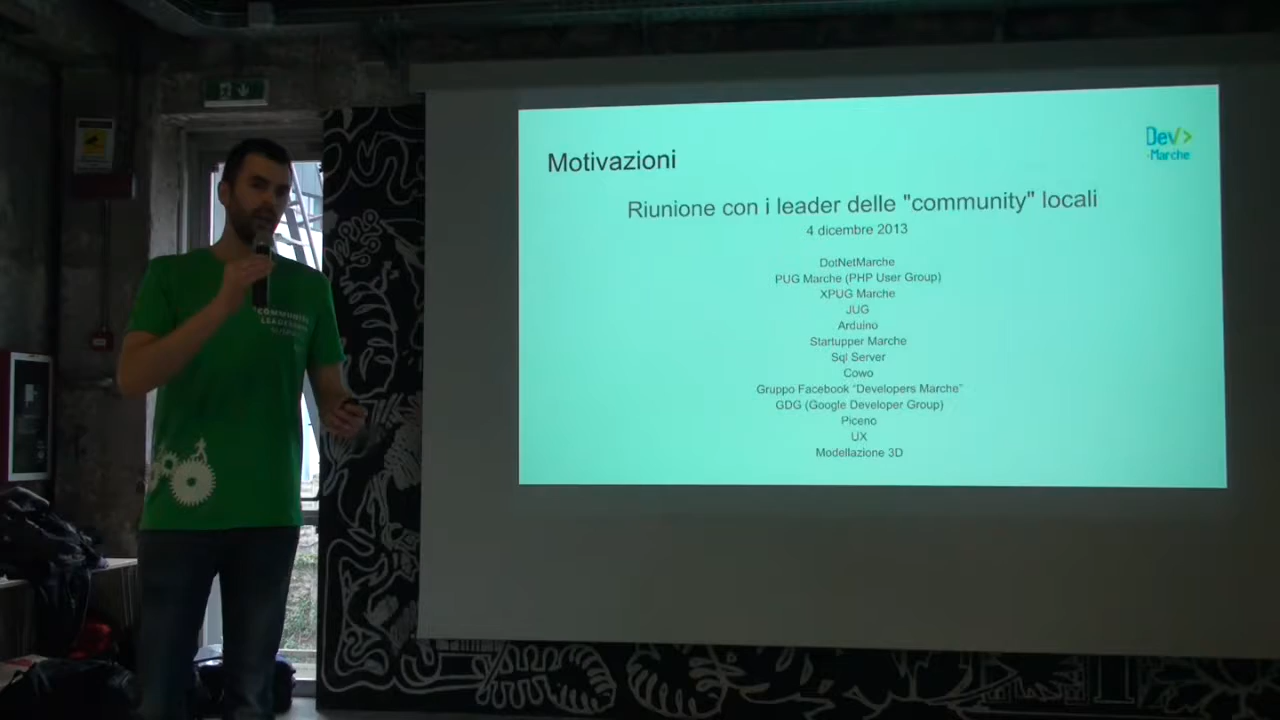 Motivazioni
Dev
Marche
Riunione con i leader delle "community" locali
4 dicembre 2013
DotNetMarche
PUG Marche (PHP User Group)
XPUG Marche
JUG
Arduino
Startupper Marche
Sql Server
Cowo
Gruppo Facebook "Developers Marche"
GDG (Google Developer Group)
Piceno
UX
Modellazione 3D
COMMUNITY